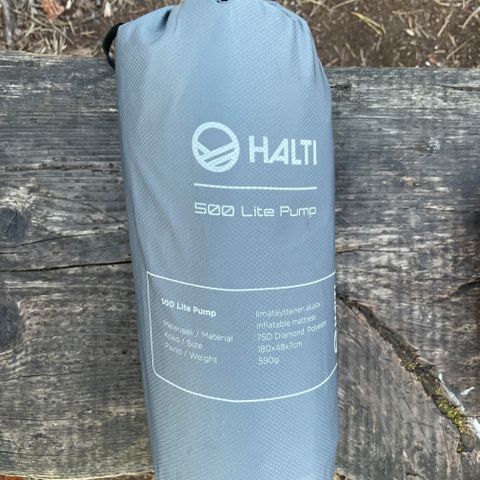 HALTI
500 Lite Pump
500 Lite Pump
Ilmatäytteinen alusta
Inflatable mattress
Materiaali / Material
75D Diamond, Polyester
Koko / Size
180x48x7cm
Paino / Weight
590g